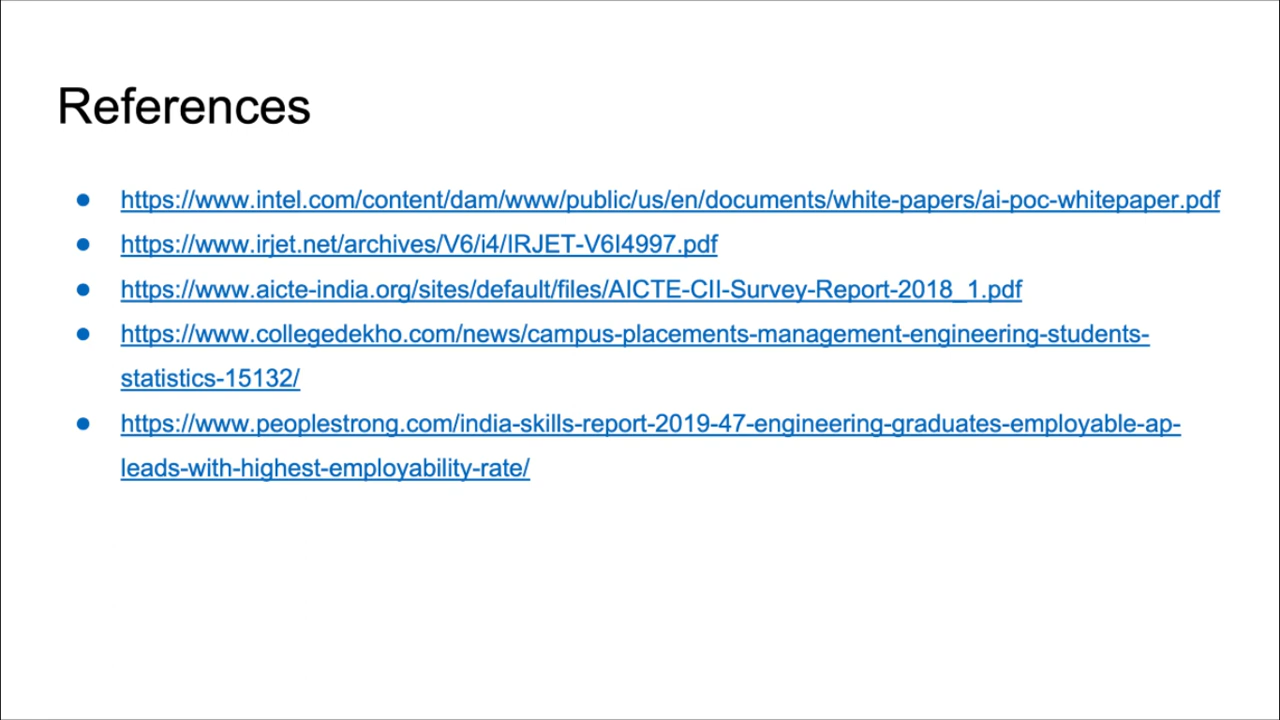 References
● https://www.intel.com/content/dam/www/public/us/en/documents/white-papers/ai-poc-whitepaper.pdf
● https://www.irjet.net/archives/V6/i4/IRJET-V6I4997.pdf
● https://www.aicte-india.org/sites/default/files/AICTE-CII-Survey-Report-2018_1.pdf
● https://www.collegedekho.com/news/campus-placements-management-engineering-students-
statistics-15132/
● https://www.peoplestrong.com/india-skills-report-2019-47-engineering-graduates-employable-ap-
leads-with-highest-employability-rate/